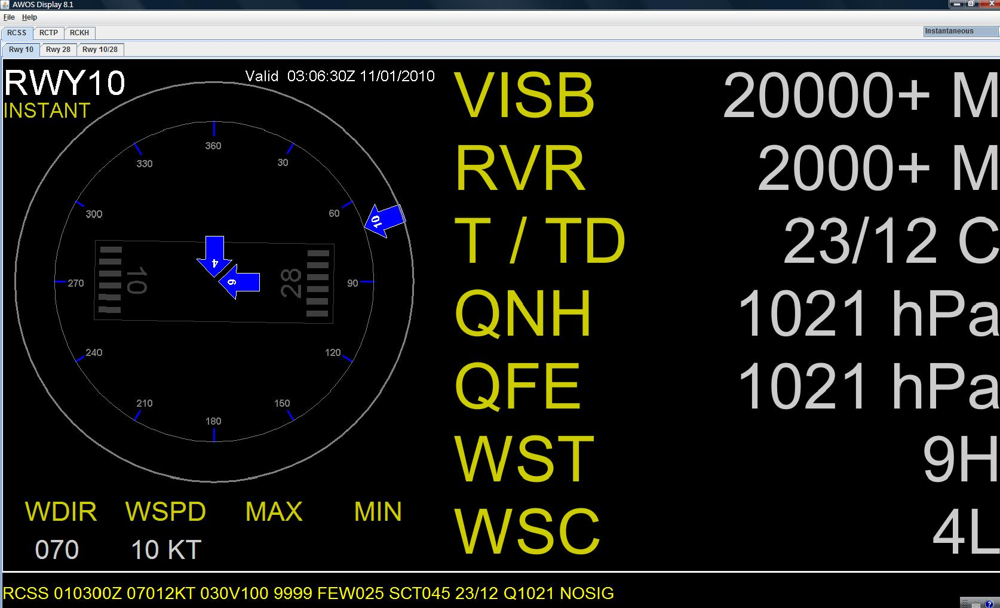 AWOS Display 8.1
File Help
RCSS RCTP RCKH
Instantaneous
Rwy 10 Rwy 28 Rwy 10/28
RWY10
INSTANT
Valid 03:06:30Z 11/01/2010
360
30
60
90
120
150
180
210
240
270
300
330
10
4
9
10
28
WDIR WSPD MAX MIN
070 10 KT
VISB 20000+ M
RVR 2000+ M
T / TD 23/12 C
QNH 1021 hPa
QFE 1021 hPa
WST 9H
WSC 4L
RCSS 010300Z 07012KT 030V100 9999 FEW025 SCT045 23/12 Q1021 NOSIG